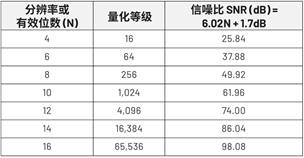 分辨率或
有效位数(N)
量化等级
信噪比 SNR (dB) =
6.02N + 1.7dB
4 16 25.84
6 64 37.88
8 256 49.92
10 1,024 61.96
12 4,096 74.00
14 16,384 86.04
16 65,536 98.08